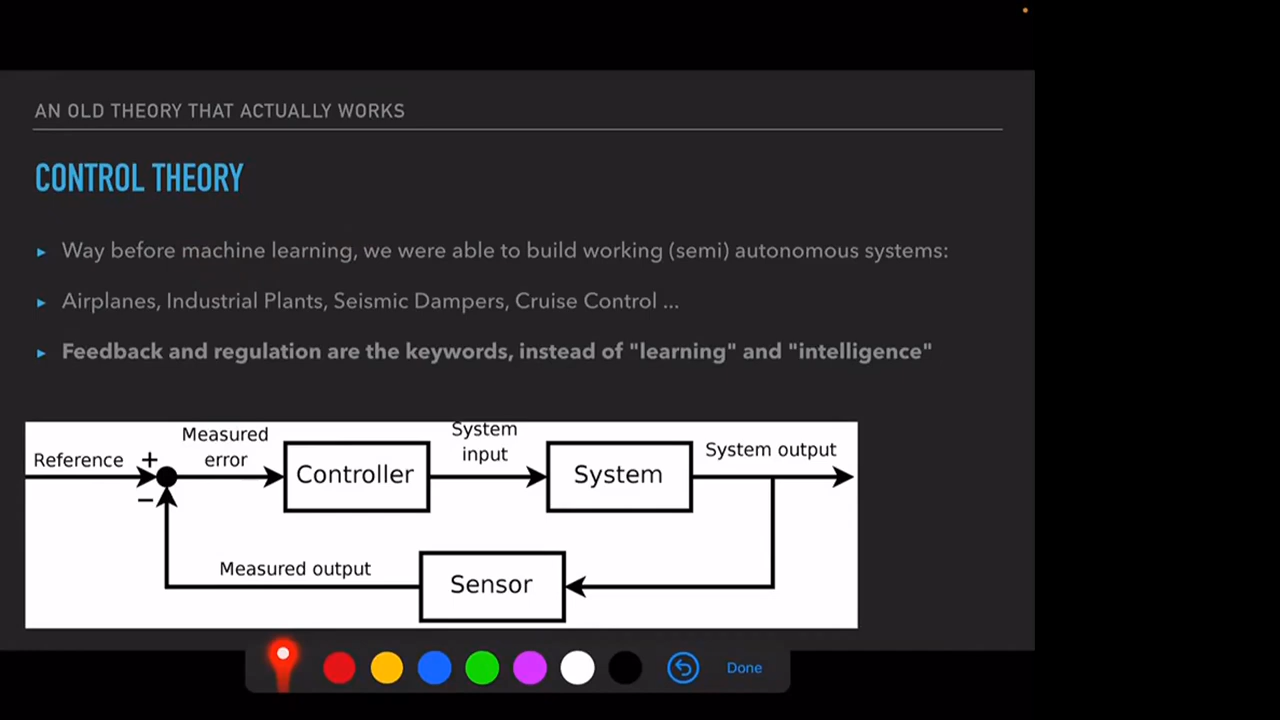 AN OLD THEORY THAT ACTUALLY WORKS
CONTROL THEORY
Way before machine learning, we were able to build working (semi) autonomous systems:
Airplanes, Industrial Plants, Seismic Dampers, Cruise Control ...
Feedback and regulation are the keywords, instead of "learning" and "intelligence"
Reference
+
−
Measured
error
Controller
System
input
System
System output
Measured output
Sensor
Done